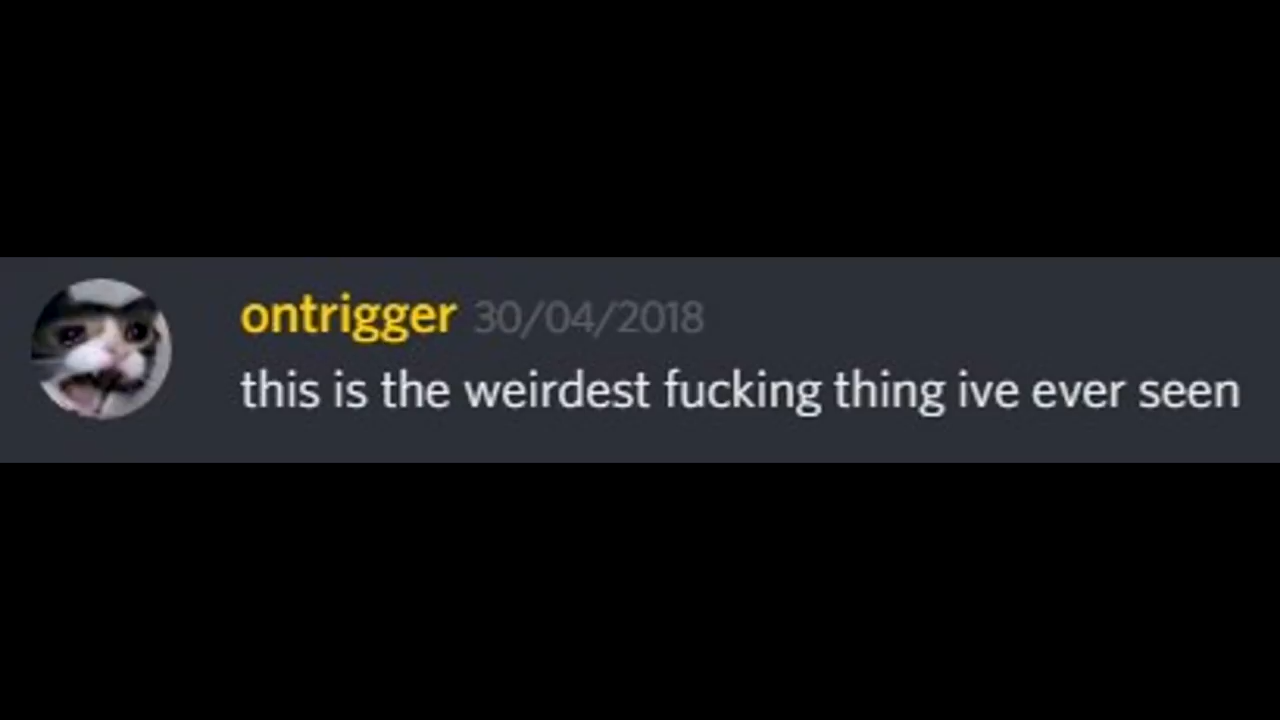 ontrigger 30/04/2018
this is the weirdest fucking thing ive ever seen